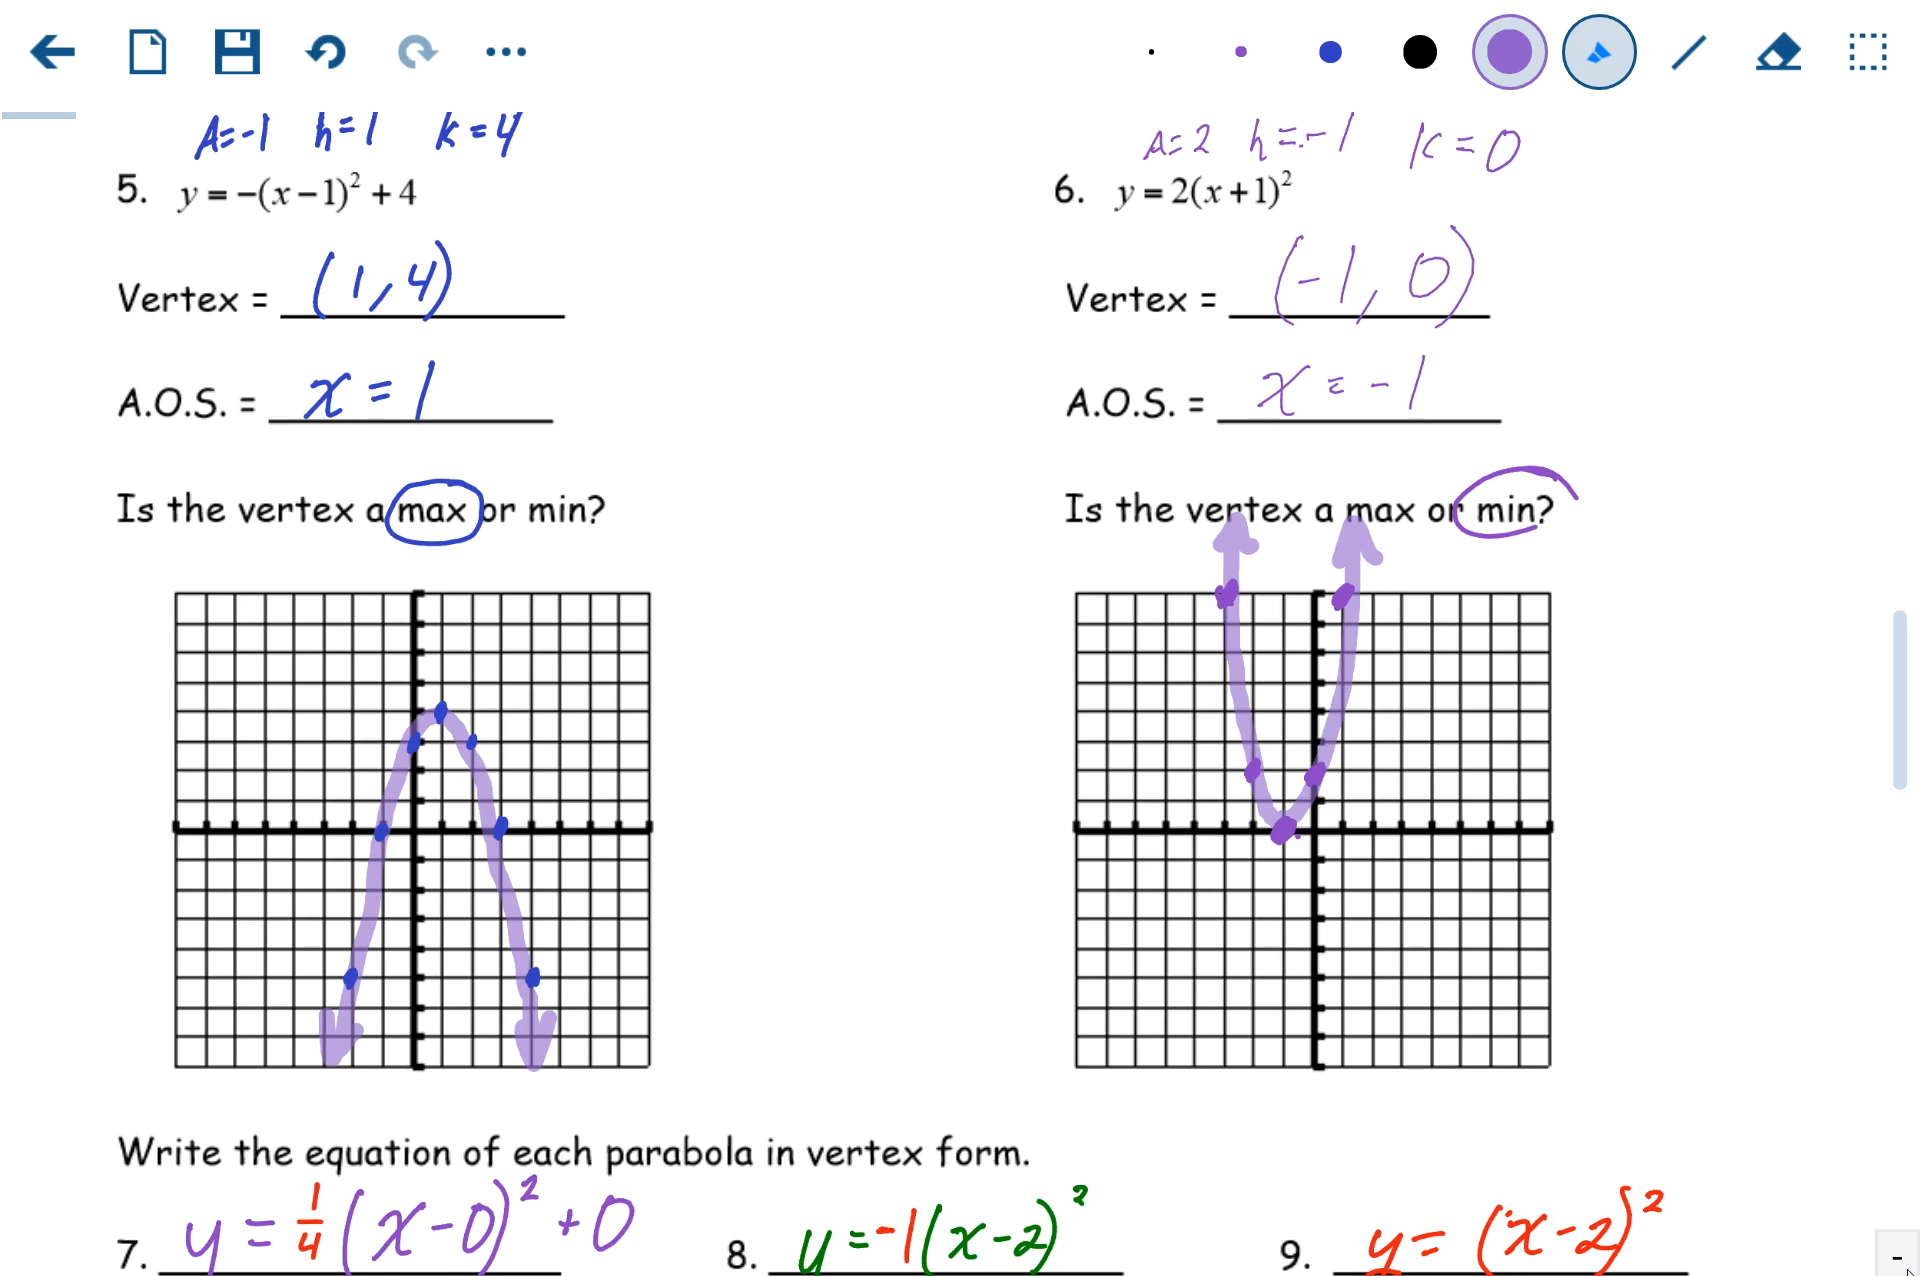 A=-1 h=1 k=4
5. y = -(x-1)² + 4
Vertex = (1, 4)
A.O.S. = x = 1
Is the vertex a max or min?
A=2 h=-1 k=0
6. y = 2(x+1)²
Vertex = (-1, 0)
A.O.S. = x = -1
Is the vertex a max or min?
Write the equation of each parabola in vertex form.
7. y = 1/4 (x-0)² + 0
8. y = -1(x-2)²
9. y = (x-2)²